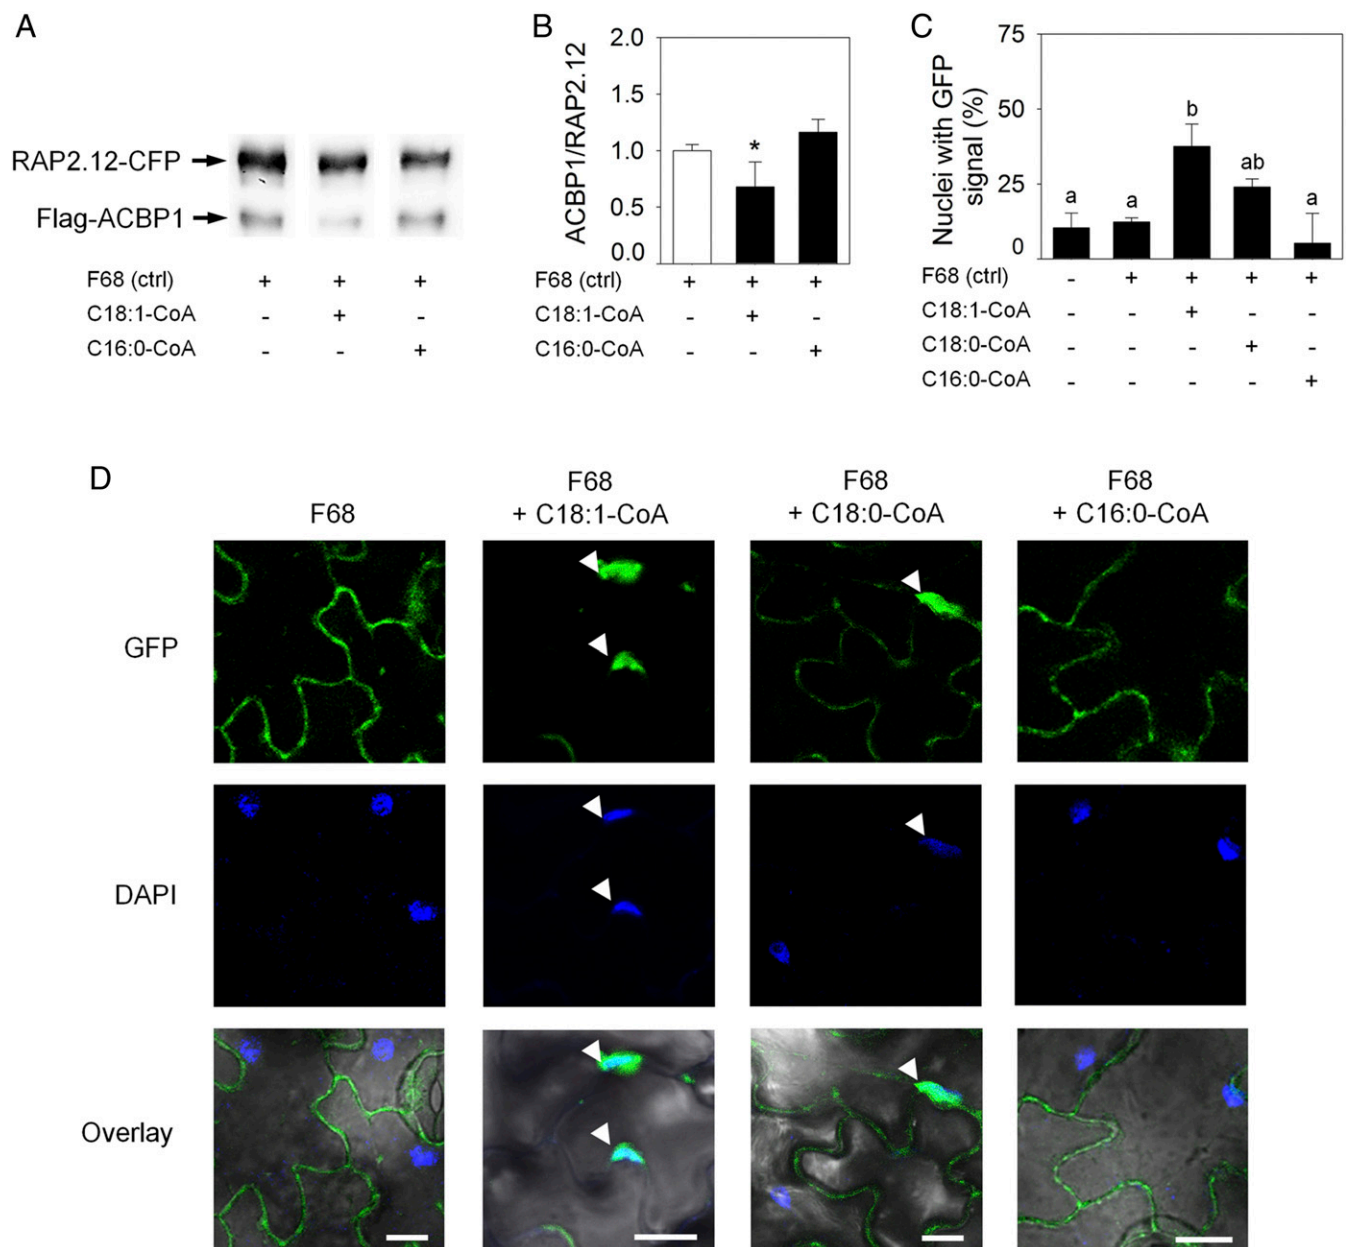 A
RAP2.12-CFP
Flag-ACBP1
F68 (ctrl) + + +
C18:1-CoA - + -
C16:0-CoA - - +
B
ACBP1/RAP2.12
2.0
1.5
1.0
0.5
0.0
*
F68 (ctrl) + + +
C18:1-CoA - + -
C16:0-CoA - - +
C
Nuclei with GFP
signal (%)
75
50
25
0
a a b ab a
F68 (ctrl) - + + + +
C18:1-CoA - - + - -
C18:0-CoA - - - + -
C16:0-CoA - - - - +
D
F68
F68
+ C18:1-CoA
F68
+ C18:0-CoA
F68
+ C16:0-CoA
GFP
DAPI
Overlay